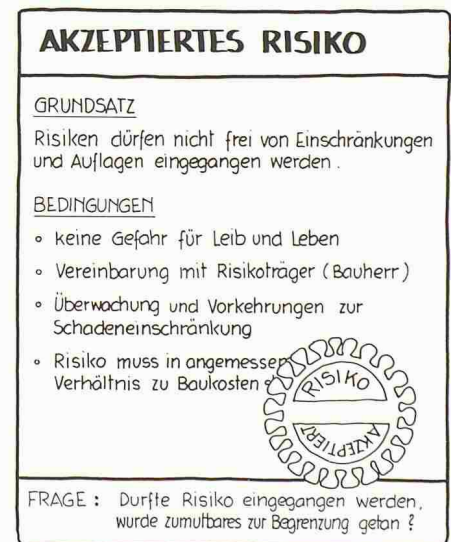 AKZEPTIERTES RISIKO
GRUNDSATZ
Risiken dürfen nicht frei von Einschränkungen
und Auflagen eingegangen werden.
BEDINGUNGEN
∘ keine Gefahr für Leib und Leben
∘ Vereinbarung mit Risikoträger (Bauherr)
∘ Überwachung und Vorkehrungen zur
Schadeneinschränkung
∘ Risiko muss in
Verhältnis zu Baukosten
RISIKO
AKZEPTIERT
FRAGE: Durfte Risiko eingegangen werden,
wurde zumutbares zur Begrenzung getan?